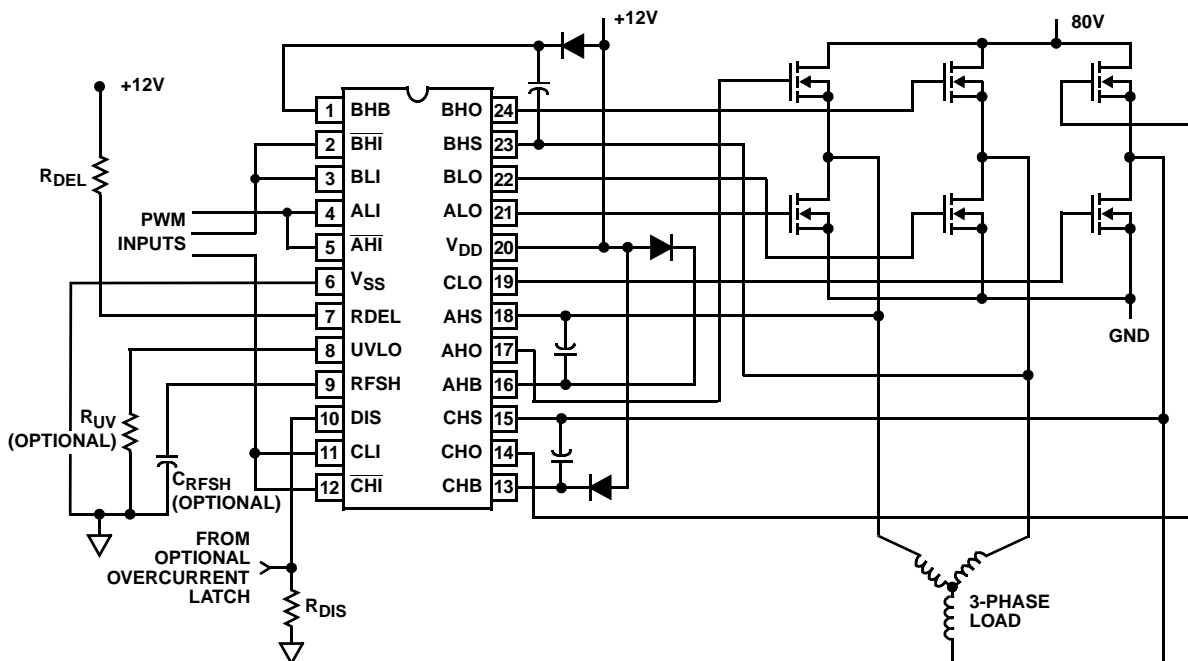 +12V
80V
+12V
1 BHB BHO 24
2 B̅H̅I̅ BHS 23
RDEL
3 BLI BLO 22
4 ALI ALO 21
PWM
INPUTS
5 A̅H̅I̅ VDD 20
6 VSS CLO 19
7 RDEL AHS 18
GND
8 UVLO AHO 17
9 RFSH AHB 16
10 DIS CHS 15
RUV
(OPTIONAL)
11 CLI CHO 14
12 C̅H̅I̅ CHB 13
CRFSH
(OPTIONAL)
FROM
OPTIONAL
OVERCURRENT
LATCH
RDIS
3-PHASE
LOAD